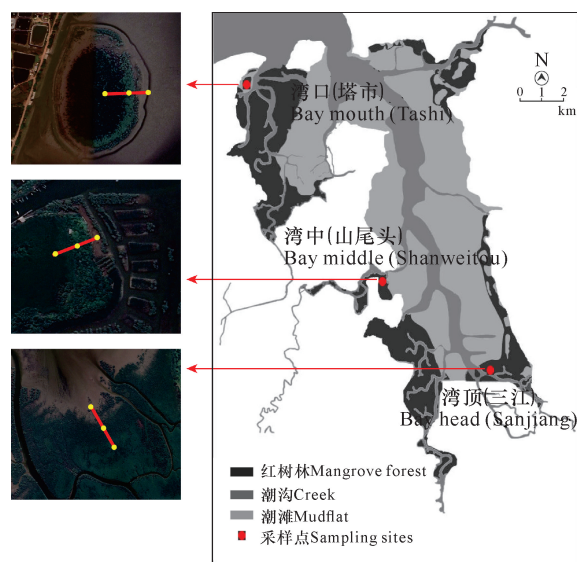 N
0 1 2
km
湾口(塔市)
Bay mouth (Tashi)
湾中(山尾头)
Bay middle (Shanweitou)
湾顶(三江)
Bay head (Sanjiang)
红树林Mangrove forest
潮沟Creek
潮滩Mudflat
采样点Sampling sites